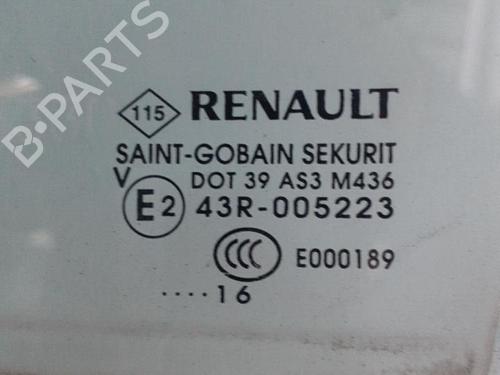 B-PARTS
115 RENAULT
SAINT-GOBAIN SEKURIT
V DOT 39 AS3 M436
E2 43R-005223
CCC E000189
....16